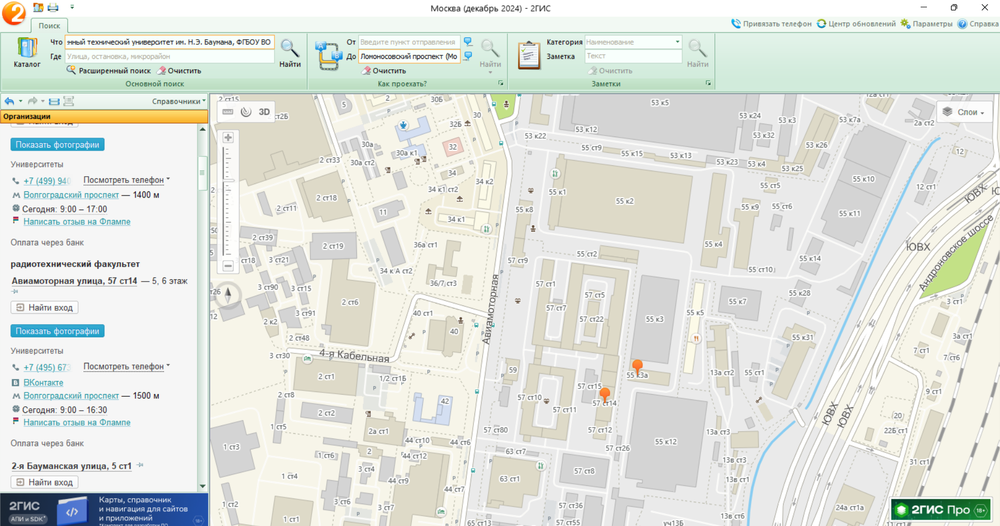 Москва (декабрь 2024) - 2ГИС
Поиск
Привязать телефон
Центр обновлений
Параметры
Справка
Каталог
Что
нный технический университет им. Н.Э. Баумана, ФГБОУ ВО
Где
Улица, остановка, микрорайон
Расширенный поиск
Очистить
Найти
Основной поиск
От
Введите пункт отправления
До
Ломоносовский проспект (Мо
Очистить
Найти
Как проехать?
Категория
Наименование
Заметка
Текст
Очистить
Найти
Заметки
Справочники
Организации
Показать фотографии
Университеты
+7 (499) 940
Посмотреть телефон
Волгоградский проспект — 1400 м
Сегодня: 9:00 – 17:00
Написать отзыв на Флампе
Оплата через банк
радиотехнический факультет
Авиамоторная улица, 57 ст14 — 5, 6 этаж
Найти вход
Показать фотографии
Университеты
+7 (495) 673
Посмотреть телефон
ВКонтакте
Волгоградский проспект — 1500 м
Сегодня: 9:00 – 16:30
Написать отзыв на Флампе
Оплата через банк
2-я Бауманская улица, 5 ст1
Найти вход
2ГИС
АПИ и SDK*
Карты, справочник
и навигация для сайтов
и приложений
18+
3D
Слои
2 ст15
5
2
30Б
30
53 к5
53 к24
53 к3
53 к7а
2а ст2
32Б
53 к12
53 к22
53 к32
30а
30а к1
32
55 ст9
55 к15
53 к13
53 к26
12
2 ст33
30а ст2
53 к23
53 к4
53 к25
34
34 к2
55 к10
34 к1 ст2
55 к1
55 ст5
12 ст1
ЮВХ
2 ст18
55 к2
55 к9
55 ст6
2 ст11
11
34 к1
55 к8
55 к11
2 ст39
2 ст19
36а ст1
55 к4
ЮВХ
Андроновское шоссе
ст18
3 ст21
34 к А ст2
57 ст9
55 ст2
55 к14
55 ст10
36/7/ст3
57 ст1
3 ст90
3 ст15
57 ст5
55 к28
2 ст6
57 ст7
55 к7
3 ст1
12
3 ст91
40 ст1
Авиамоторная
57 ст22
55 к3
55 к5
2 к2
40
2 ст48
55 к31
3а ст1
3 ст30
4-я Кабельная
7 ст1
7 ст6
59
55 к3а
13а ст2
55 ст1
2 ст1
1/2 ст1Б
57 ст15
9 ст1
2 ст8
42
57 ст10
57 ст14
57 ст11
2 ст2
ЮВХ
ЮВХ
20
1 ст5
2а ст1
57 ст80
57 ст12
13а ст3
22Б ст1
1 ст3
44 ст10
44 ст6
55 к12
57 ст26
2
63 ст7
1 ст6
44 ст12
13в ст3
31 ст1
3 ст4
57 ст8
1 ст4
44 ст9
63 ст1
13в ст1
44 ст7
1 ст2
3 ст6
3 ст7
57 ст36
24а ст1а
13в ст6
1 ст1
65 ст13
57 ст55
уч13Б
2ГИС Про
18+